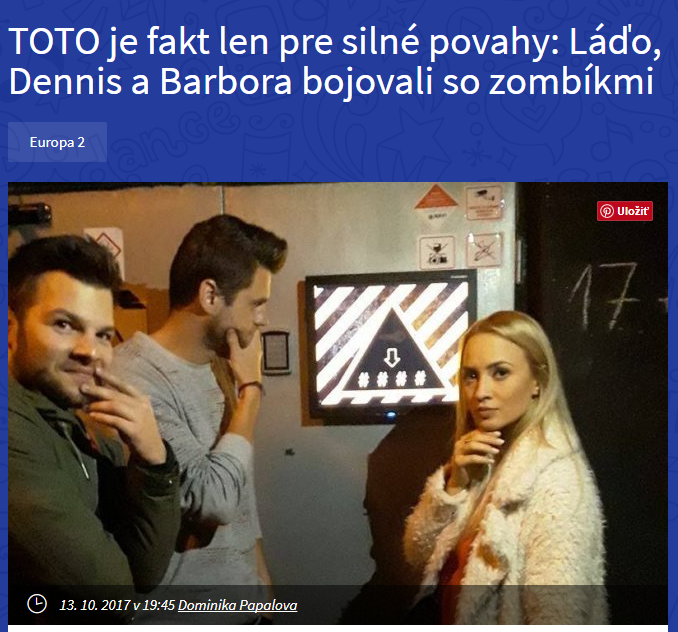 TOTO je fakt len pre silné povahy: Láďo,
Dennis a Barbora bojovali so zombíkmi
Europa 2
Uložiť
17
# # # #
13. 10. 2017 v 19:45 Dominika Papalova